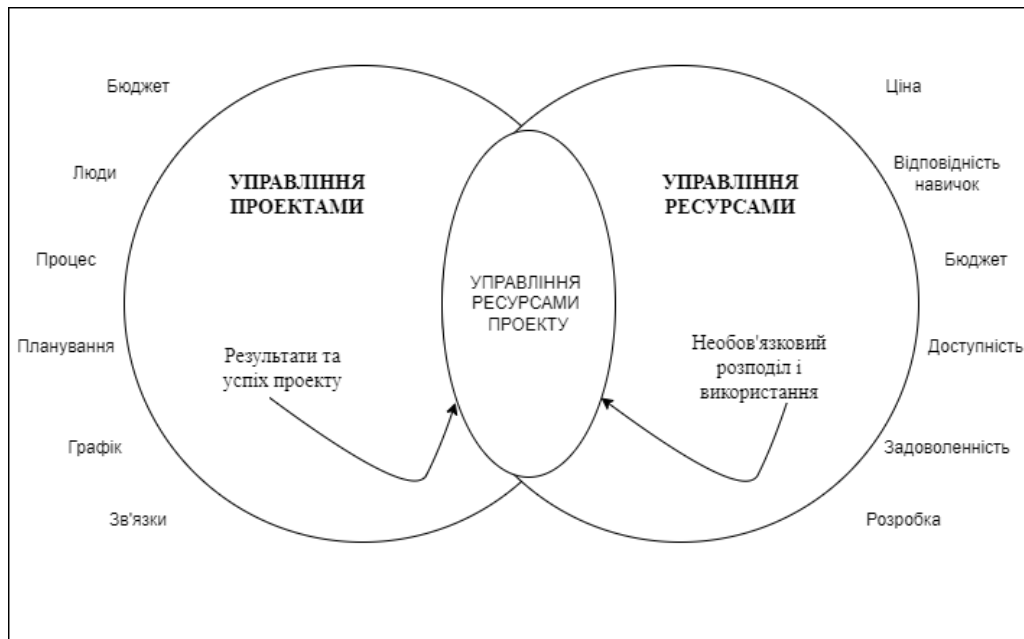 Бюджет
Люди
Процес
Планування
Графік
Зв'язки
УПРАВЛІННЯ
ПРОЕКТАМИ
Результати та
успіх проекту
УПРАВЛІННЯ
РЕСУРСАМИ
ПРОЕКТУ
УПРАВЛІННЯ
РЕСУРСАМИ
Необов'язковий
розподіл і
використання
Ціна
Відповідність
навичок
Бюджет
Доступність
Задоволенність
Розробка